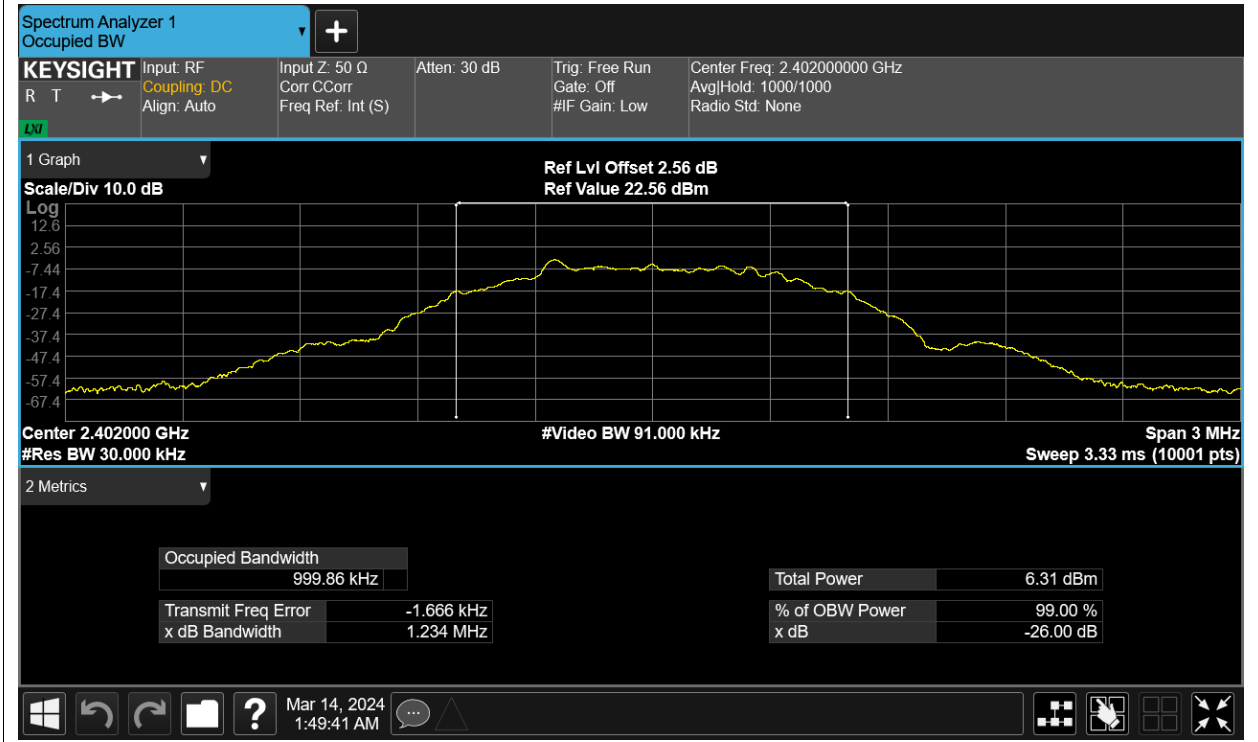 Spectrum Analyzer 1
Occupied BW
KEYSIGHT Input: RF Input Z: 50 Ω Atten: 30 dB Trig: Free Run Center Freq: 2.402000000 GHz
R T Coupling: DC Corr CCorr Gate: Off Avg|Hold: 1000/1000
Align: Auto Freq Ref: Int (S) #IF Gain: Low Radio Std: None
LXI
1 Graph
Ref Lvl Offset 2.56 dB
Scale/Div 10.0 dB Ref Value 22.56 dBm
Log
12.6
2.56
-7.44
-17.4
-27.4
-37.4
-47.4
-57.4
-67.4
Center 2.402000 GHz #Video BW 91.000 kHz Span 3 MHz
#Res BW 30.000 kHz Sweep 3.33 ms (10001 pts)
2 Metrics
Occupied Bandwidth
999.86 kHz Total Power 6.31 dBm
Transmit Freq Error -1.666 kHz % of OBW Power 99.00 %
x dB Bandwidth 1.234 MHz x dB -26.00 dB
? Mar 14, 2024
1:49:41 AM